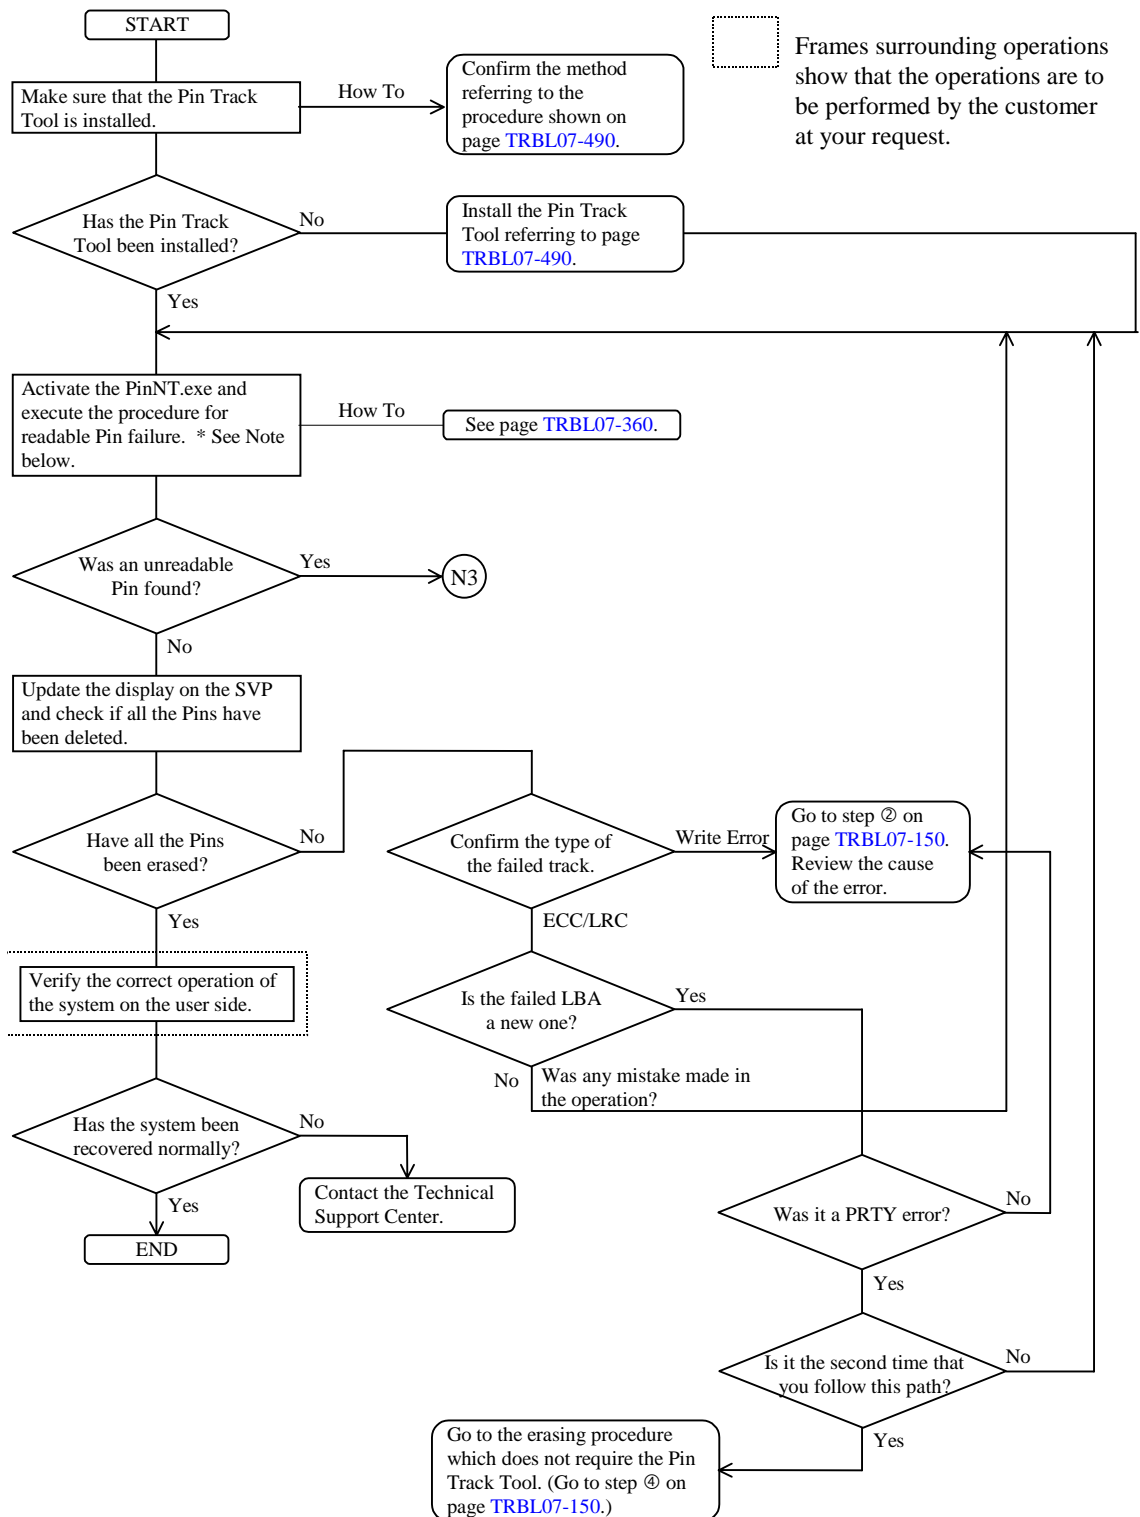 START
Frames surrounding operations
show that the operations are to
be performed by the customer
at your request.
Make sure that the Pin Track
Tool is installed.
How To
Confirm the method
referring to the
procedure shown on
page TRBL07-490.
Has the Pin Track
Tool been installed?
No
Install the Pin Track
Tool referring to page
TRBL07-490.
Yes
Activate the PinNT.exe and
execute the procedure for
readable Pin failure.  * See Note
below.
How To
See page TRBL07-360.
Was an unreadable
Pin found?
Yes
N3
No
Update the display on the SVP
and check if all the Pins have
been deleted.
Have all the Pins
been erased?
No
Confirm the type of
the failed track.
Write Error
Go to step ② on
page TRBL07-150.
Review the cause
of the error.
Yes
ECC/LRC
Verify the correct operation of
the system on the user side.
Is the failed LBA
a new one?
Yes
No
Was any mistake made in
the operation?
Has the system been
recovered normally?
No
Contact the Technical
Support Center.
Yes
END
Was it a PRTY error?
No
Yes
Is it the second time that
you follow this path?
No
Yes
Go to the erasing procedure
which does not require the Pin
Track Tool. (Go to step ④ on
page TRBL07-150.)